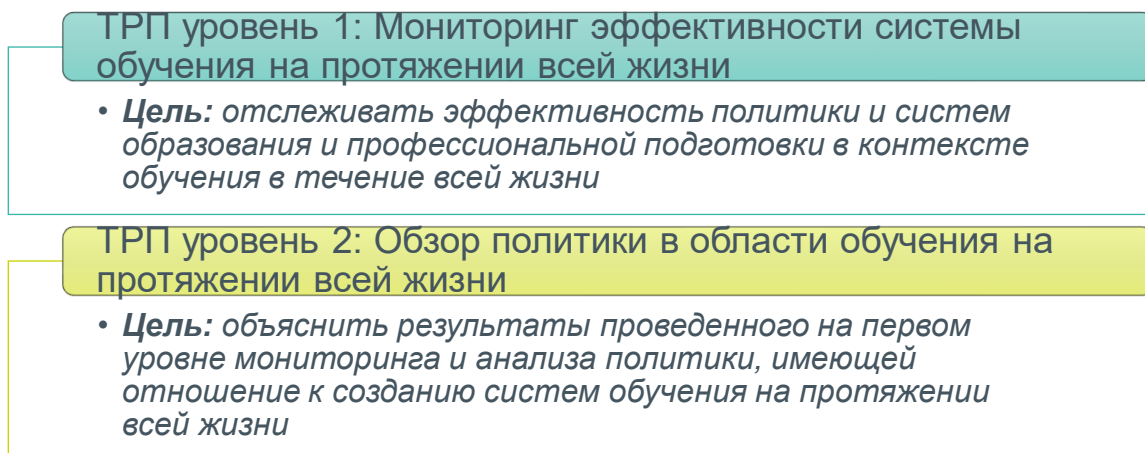 ТРП уровень 1: Мониторинг эффективности системы
обучения на протяжении всей жизни
• Цель: отслеживать эффективность политики и систем
образования и профессиональной подготовки в контексте
обучения в течение всей жизни
ТРП уровень 2: Обзор политики в области обучения на
протяжении всей жизни
• Цель: объяснить результаты проведенного на первом
уровне мониторинга и анализа политики, имеющей
отношение к созданию систем обучения на протяжении
всей жизни